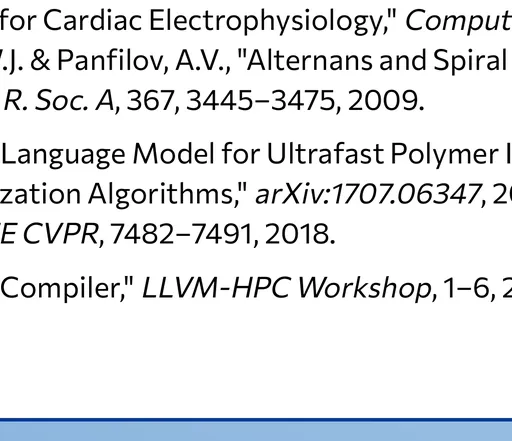 for Cardiac Electrophysiology," Comput
.J. & Panfilov, A.V., "Alternans and Spiral
R. Soc. A, 367, 3445–3475, 2009.
Language Model for Ultrafast Polymer I
zation Algorithms," arXiv:1707.06347, 20
E CVPR, 7482–7491, 2018.
Compiler," LLVM-HPC Workshop, 1–6, 2